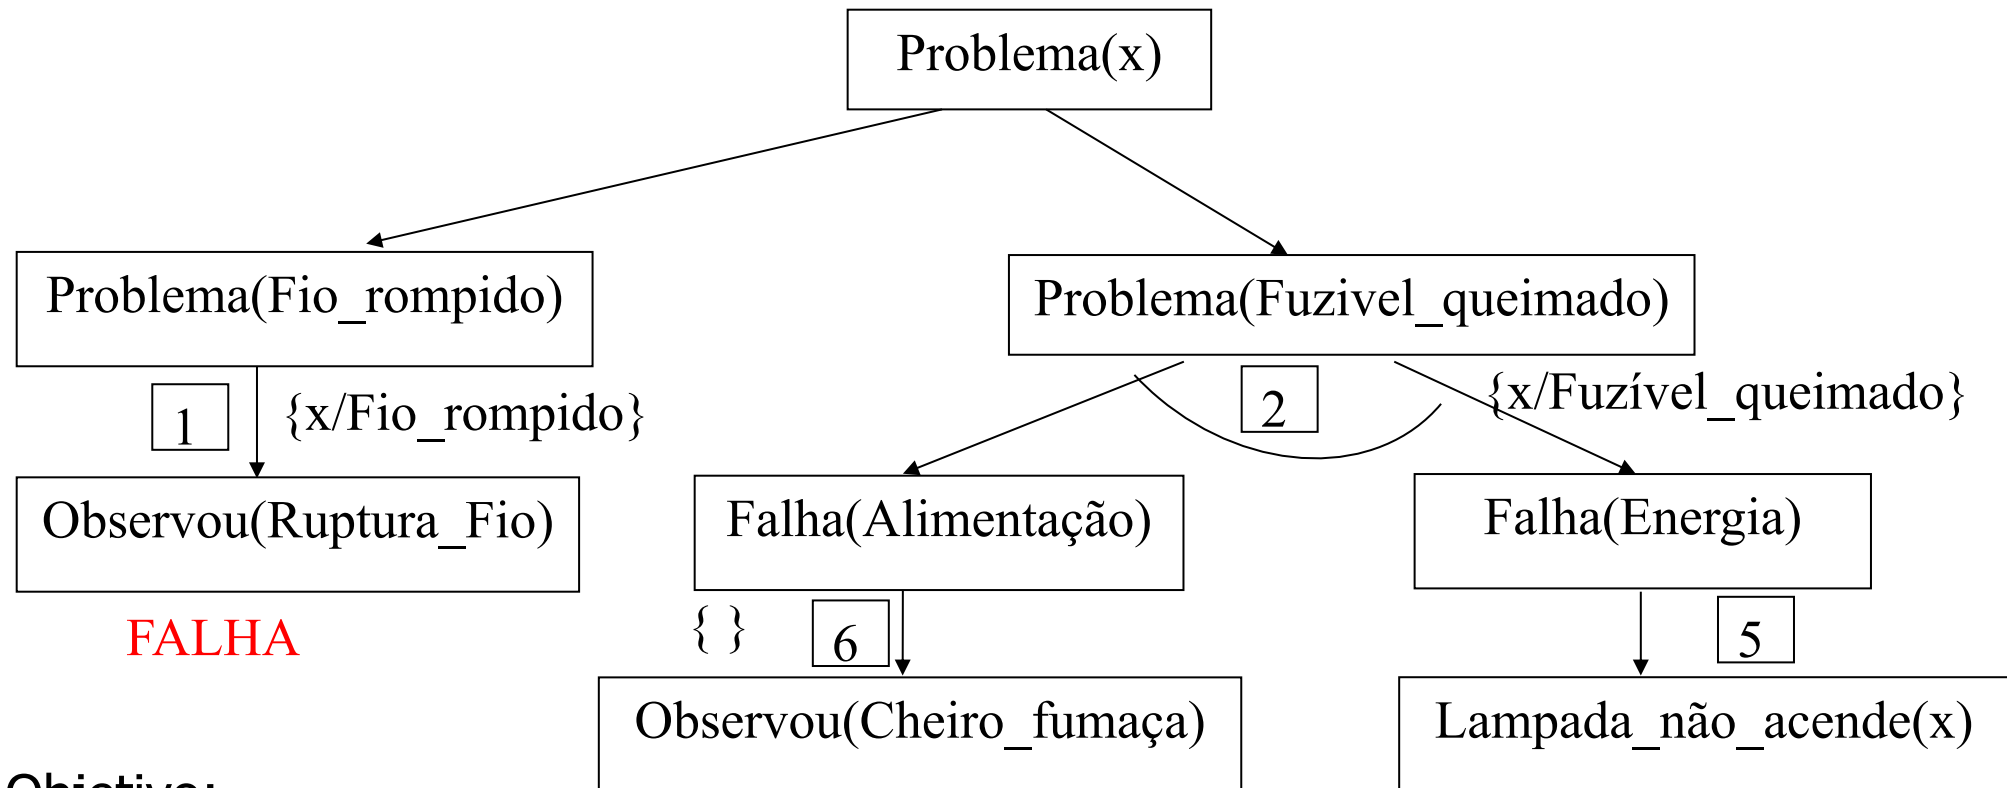 Problema(x)
Problema(Fio_rompido)
Problema(Fuzivel_queimado)
1
{x/Fio_rompido}
2
{x/Fuzível_queimado}
Observou(Ruptura_Fio)
Falha(Alimentação)
Falha(Energia)
FALHA
{ }
6
5
Observou(Cheiro_fumaça)
Lampada_não_acende(x)
Objetivo: